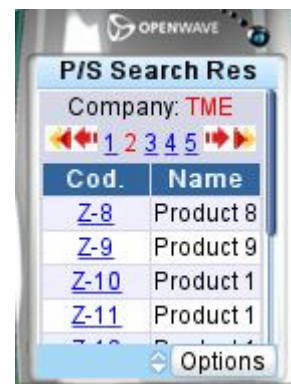 OPENWAVE
P/S Search Res
Company: TME
1 2 3 4 5
Cod. Name
Z-8 Product 8
Z-9 Product 9
Z-10 Product 1
Z-11 Product 1
Options